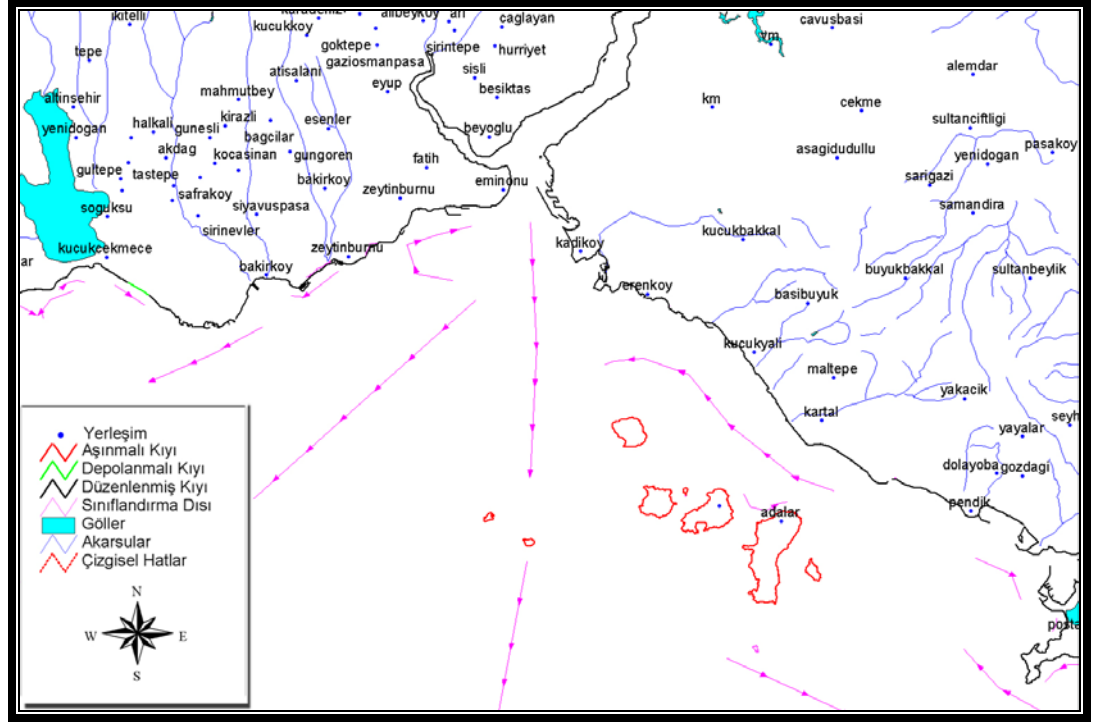 ikitelli
kucukkoy
alibeykoy
ari
caglayan
cavusbasi
tepe
goktepe
sirintepe
hurriyet
gaziosmanpasa
alemdar
atisalani
eyup
sisli
besiktas
altinsehir
mahmutbey
km
cekme
yenidogan
halkali
gunesli
kirazli
esenler
beyoglu
sultanciftligi
akdag
bagcilar
kocasinan
gungoren
fatih
asagidudullu
yenidogan
pasakoy
gultepe
tastepe
bakirkoy
zeytinburnu
eminonu
sarigazi
safrakoy
soguksu
siyavuspasa
samandira
sirinevler
kucukbakkal
kucukcekmece
zeytinburnu
kadikoy
ar
bakirkoy
buyukbakkal
sultanbeylik
erenkoy
basibuyuk
kucukyali
maltepe
yakacik
kartal
seyh
yayalar
dolayoba
gozdagi
pendik
adalar
poste
Yerleşim
Aşınmalı Kıyı
Depolanmalı Kıyı
Düzenlenmiş Kıyı
Sınıflandırma Dısı
Göller
Akarsular
Çizgisel Hatlar
N
W
E
S